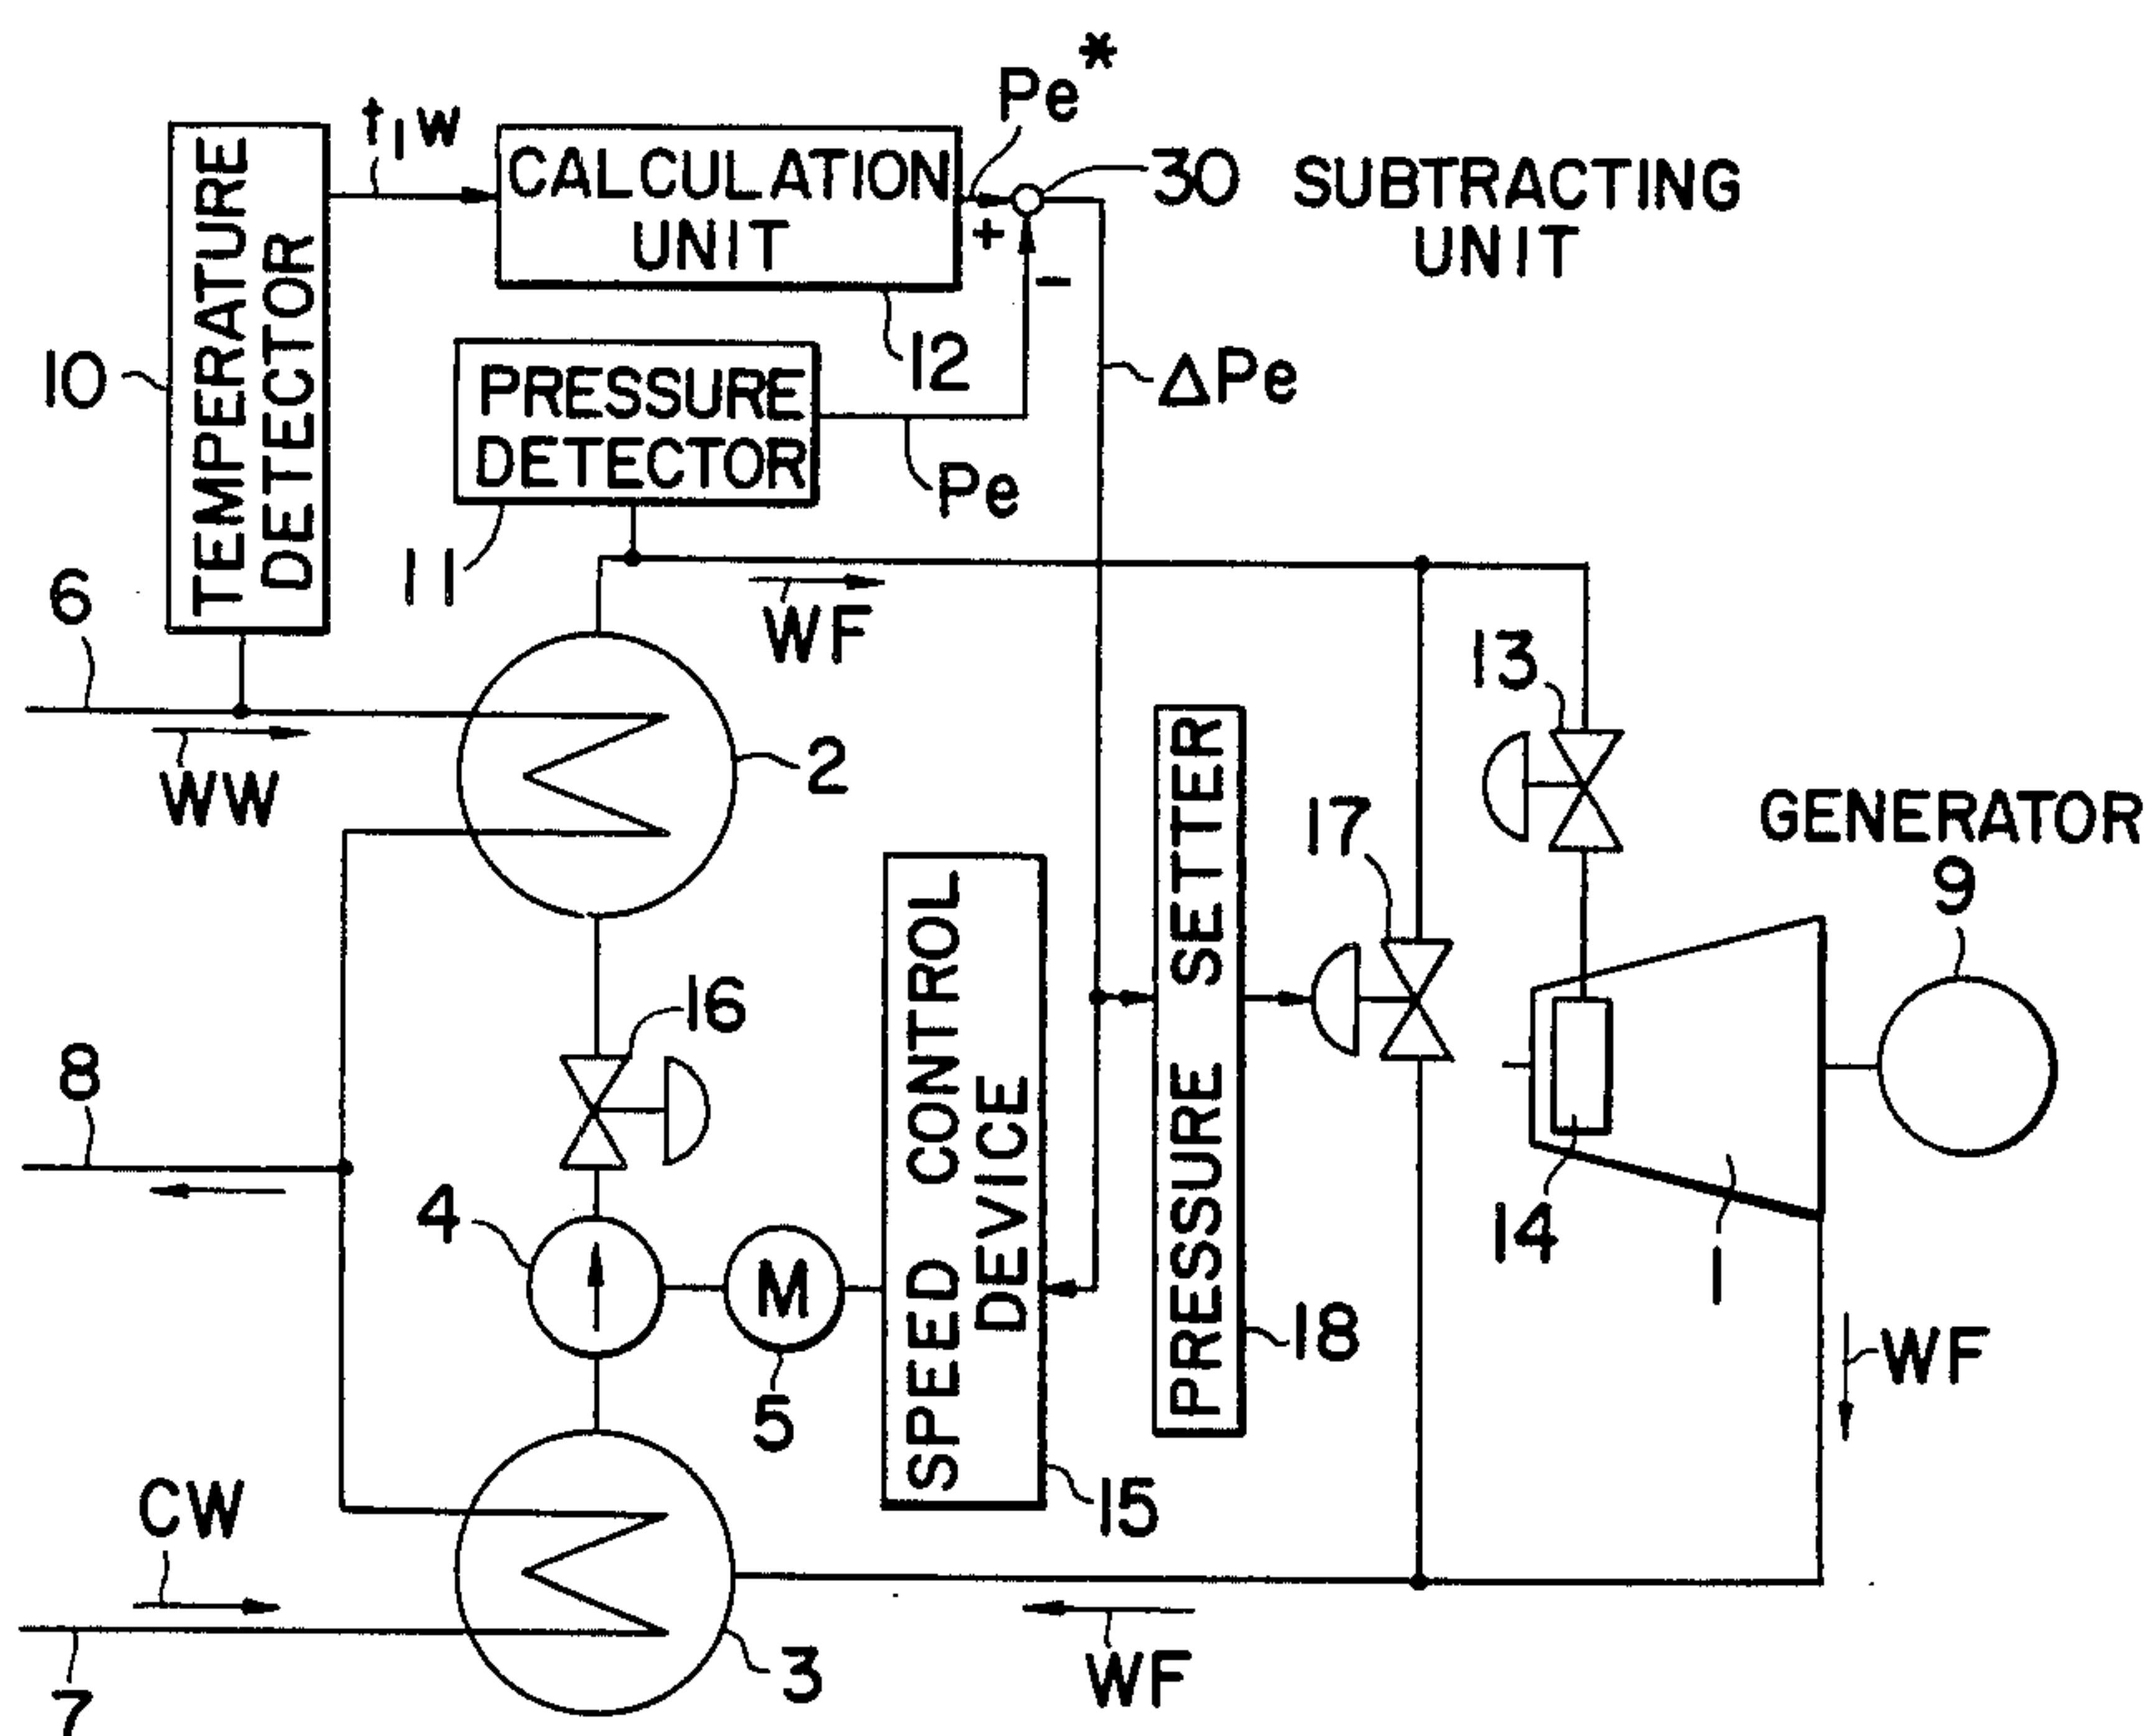 Pe*
t1w
CALCULATION
UNIT
+
-
30
SUBTRACTING
UNIT
TEMPERATURE
DETECTOR
10
12
PRESSURE
DETECTOR
ΔPe
Pe
11
6
WF
13
WW
2
17
GENERATOR
9
PRESSURE SETTER
SPEED CONTROL
DEVICE
16
8
4
M
5
14
1
18
WF
15
CW
3
WF
7